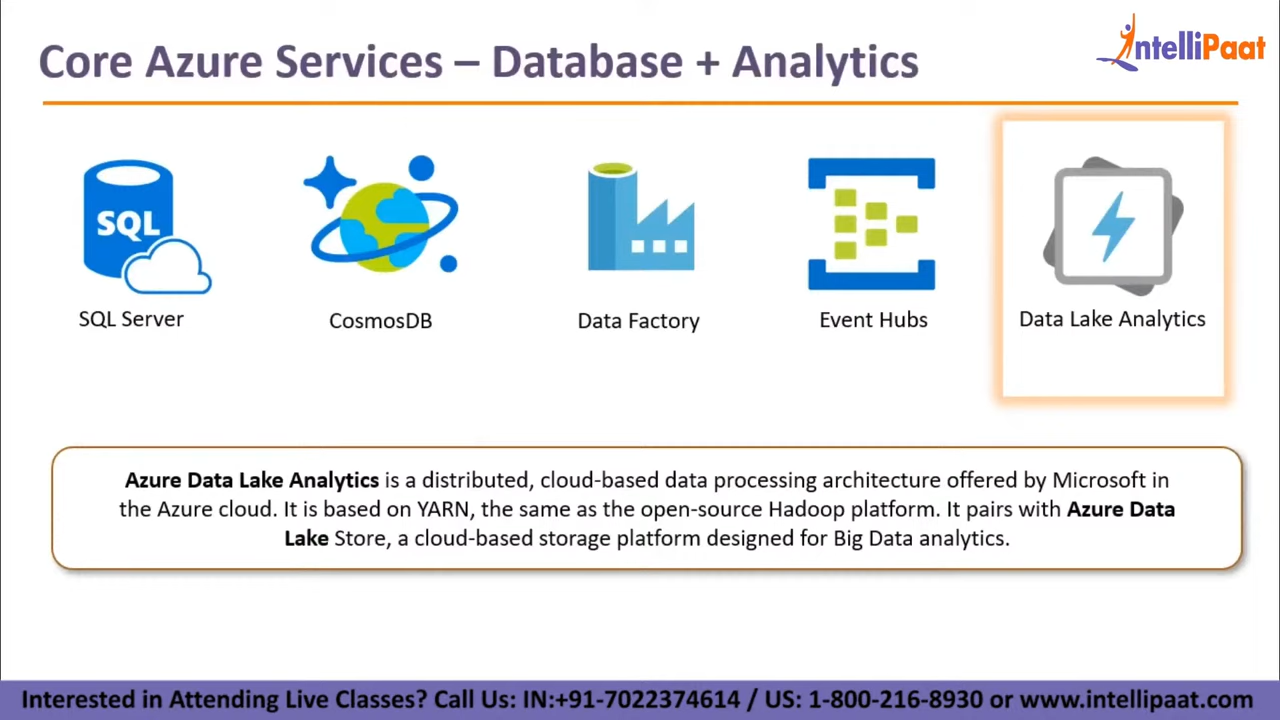 Core Azure Services – Database + Analytics
IntelliPaat
SQL
SQL Server
CosmosDB
Data Factory
Event Hubs
Data Lake Analytics
Azure Data Lake Analytics is a distributed, cloud-based data processing architecture offered by Microsoft in
the Azure cloud. It is based on YARN, the same as the open-source Hadoop platform. It pairs with Azure Data
Lake Store, a cloud-based storage platform designed for Big Data analytics.
Interested in Attending Live Classes? Call Us: IN:+91-7022374614 / US: 1-800-216-8930 or www.intellipaat.com